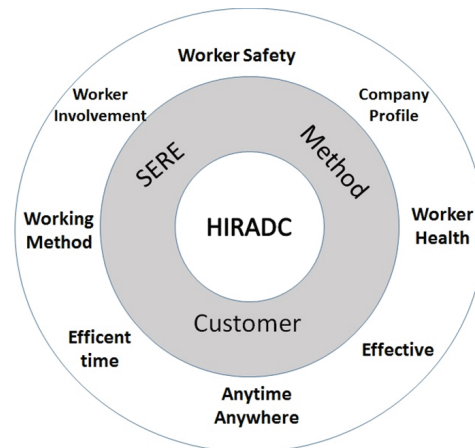 Worker Safety
Worker
Involvement
Company
Profile
SERE
Method
Working
Method
HIRADC
Worker
Health
Customer
Efficent
time
Effective
Anytime
Anywhere